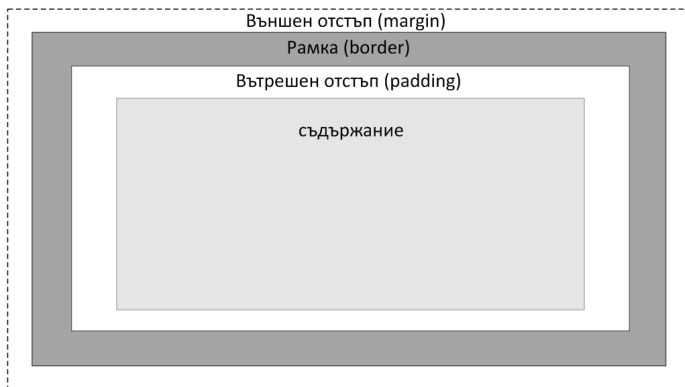 Външен отстъп (margin)
Рамка (border)
Вътрешен отстъп (padding)
съдържание